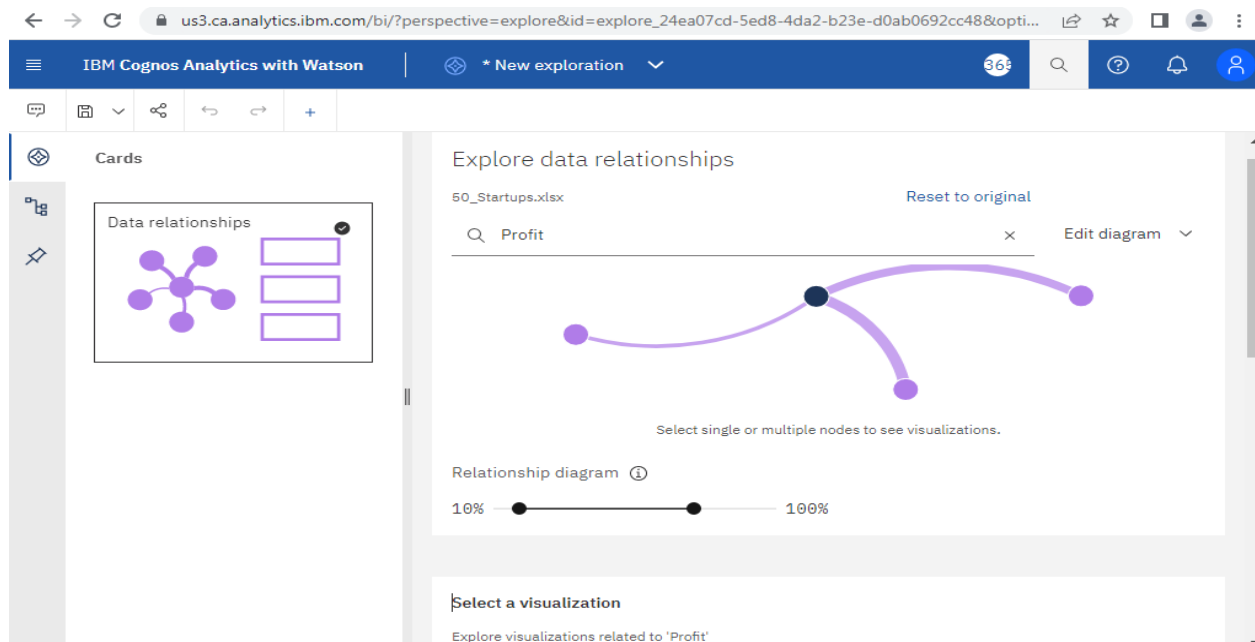 us3.ca.analytics.ibm.com/bi/?perspective=explore&id=explore_24ea07cd-5ed8-4da2-b23e-d0ab0692cc48&opti...
IBM Cognos Analytics with Watson
* New exploration
365
Cards
Data relationships
Explore data relationships
50_Startups.xlsx
Reset to original
Profit
Edit diagram
Select single or multiple nodes to see visualizations.
Relationship diagram
10%
100%
Select a visualization
Explore visualizations related to 'Profit'